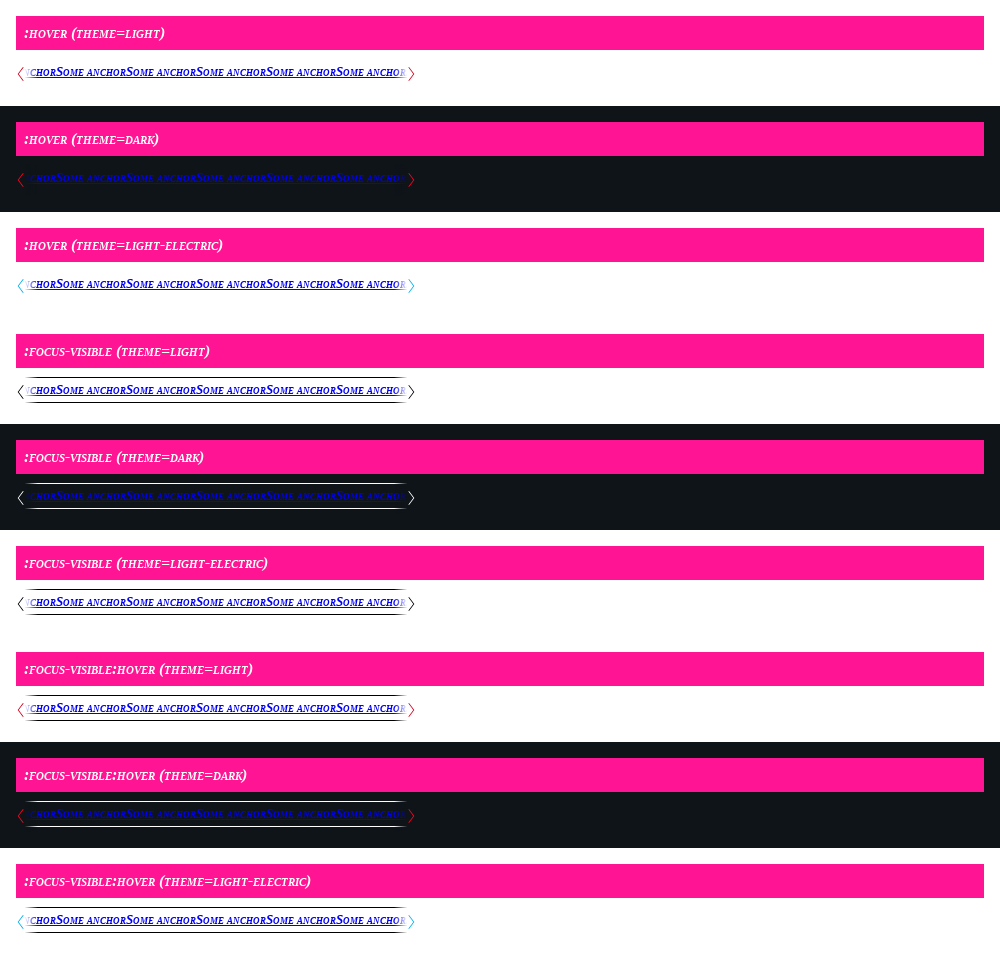 :hover (theme=light)
chorSome anchorSome anchorSome anchorSome anchorSome anchor
:hover (theme=dark)
chorSome anchorSome anchorSome anchorSome anchorSome ancho
:hover (theme=light-electric)
chorSome anchorSome anchorSome anchorSome anchorSome anchor
:focus-visible (theme=light)
chorSome anchorSome anchorSome anchorSome anchorSome anchor
:focus-visible (theme=dark)
chorSome anchorSome anchorSome anchorSome anchorSome ancho
:focus-visible (theme=light-electric)
chorSome anchorSome anchorSome anchorSome anchorSome anchor
:focus-visible:hover (theme=light)
chorSome anchorSome anchorSome anchorSome anchorSome anchor
:focus-visible:hover (theme=dark)
chorSome anchorSome anchorSome anchorSome anchorSome ancho
:focus-visible:hover (theme=light-electric)
chorSome anchorSome anchorSome anchorSome anchorSome anchor